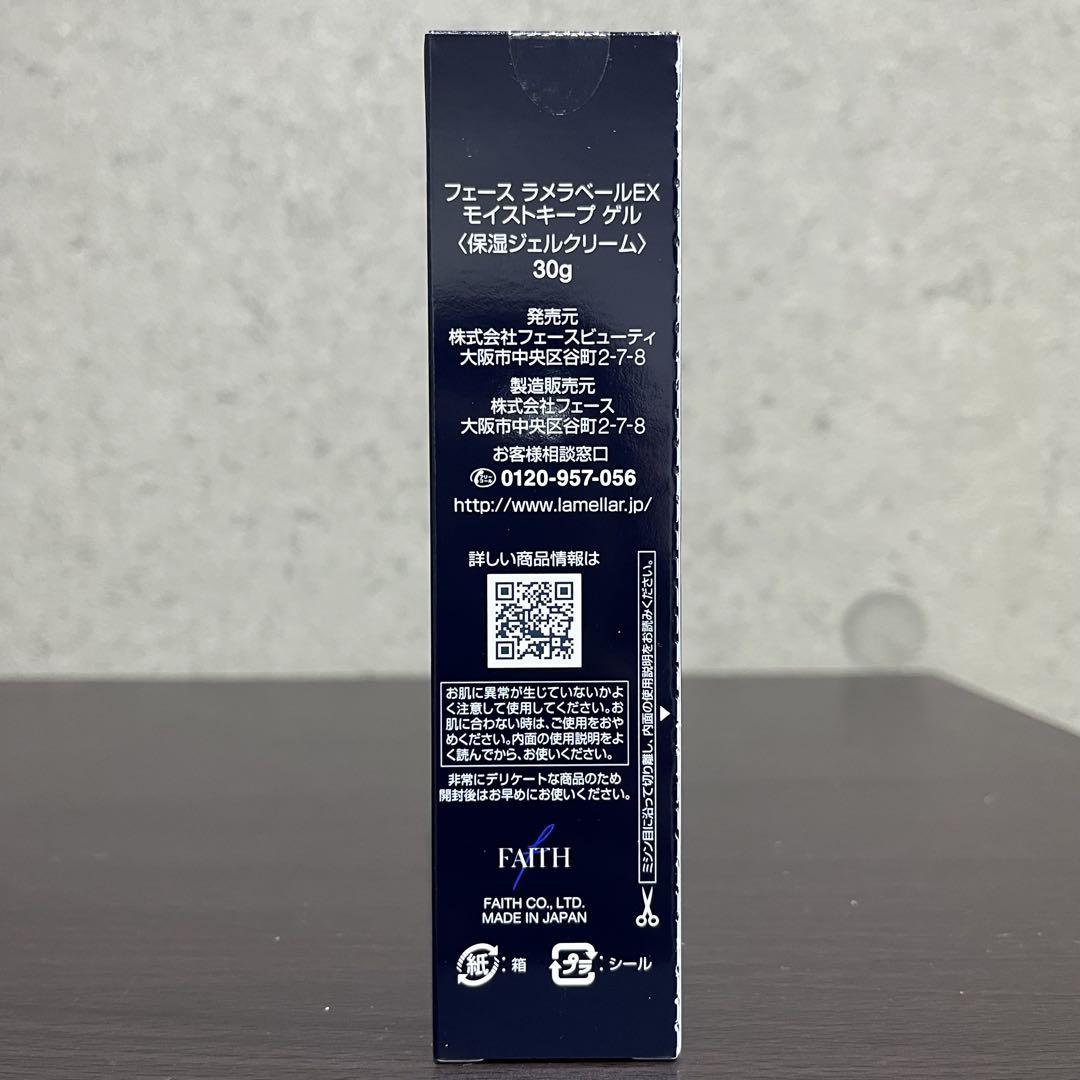 フェース ラメラベールEX
モイストキープ ゲル
〈保湿ジェルクリーム〉
30g
発売元
株式会社フェースビューティ
大阪市中央区谷町2-7-8
製造販売元
株式会社フェース
大阪市中央区谷町2-7-8
お客様相談窓口
0120-957-056
http://www.lamellar.jp/
詳しい商品情報は
お肌に異常が生じていないかよ
く注意して使用してください。お
肌に合わない時は、ご使用をおや
めください。内面の使用説明をよ
く読んでから、お使いください。
非常にデリケートな商品のため
開封後はお早めにお使いください。
ミシン目に沿って切り離し、内面の使用説明をお読みください。
FAITH
FAITH CO., LTD.
MADE IN JAPAN
紙:箱
プラ:シール